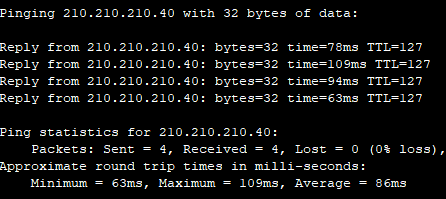 Pinging 210.210.210.40 with 32 bytes of data:
Reply from 210.210.210.40: bytes=32 time=78ms TTL=127
Reply from 210.210.210.40: bytes=32 time=109ms TTL=127
Reply from 210.210.210.40: bytes=32 time=94ms TTL=127
Reply from 210.210.210.40: bytes=32 time=63ms TTL=127
Ping statistics for 210.210.210.40:
Packets: Sent = 4, Received = 4, Lost = 0 (0% loss),
Approximate round trip times in milli-seconds:
Minimum = 63ms, Maximum = 109ms, Average = 86ms